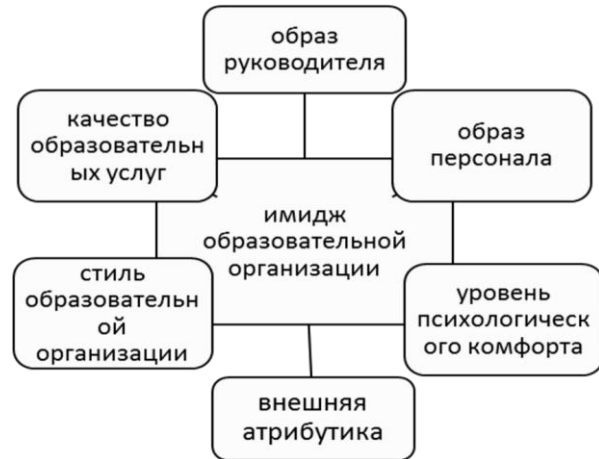 образ
руководителя
качество
образовательн
ых услуг
образ
персонала
имидж
образовательной
организации
стиль
образовательн
ой
организации
уровень
психологическ
ого комфорта
внешняя
атрибутика